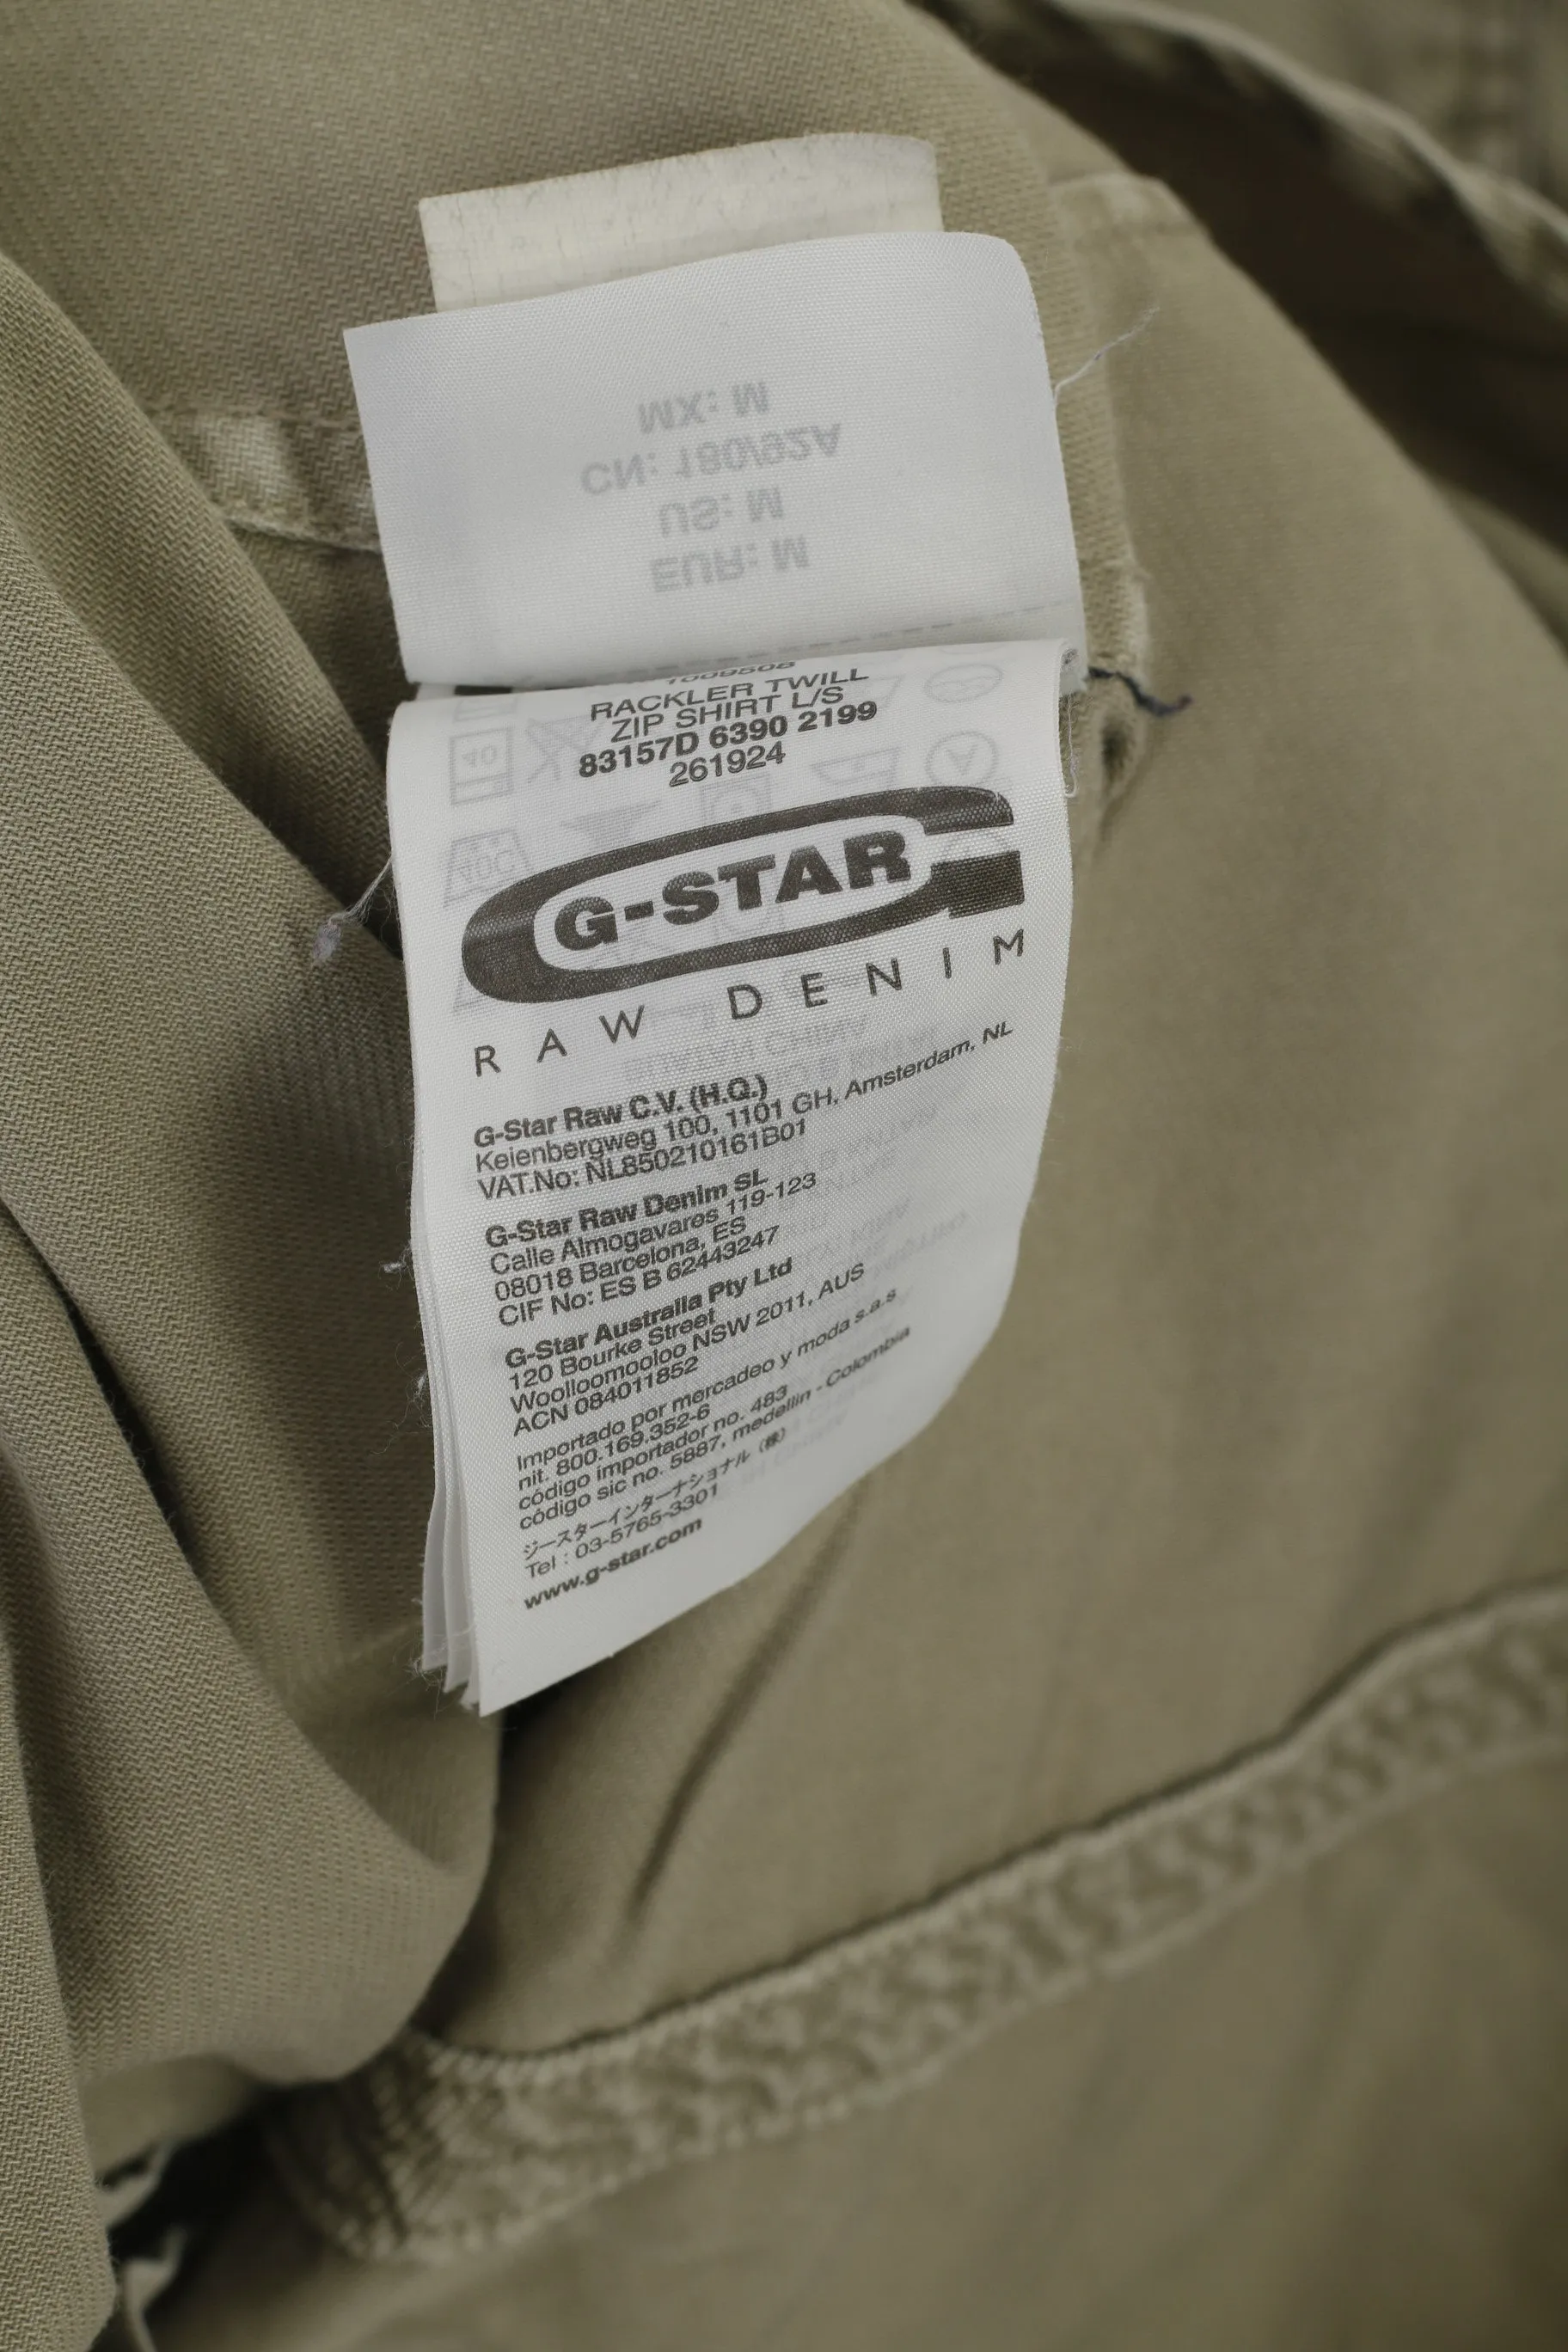 MX: M
CN: 180/92A
US: M
EUR: M
1009508
RACKLER TWILL
ZIP SHIRT L/S
83157D 6390 2199
261924
G-STAR
RAW DENIM
G-Star Raw C.V. (H.Q.)
Keienbergweg 100, 1101 GH, Amsterdam, NL
VAT.No: NL850210161B01
G-Star Raw Denim SL
Calle Almogavares 119-123
08018 Barcelona, ES
CIF No: ES B 62443247
G-Star Australia Pty Ltd
120 Bourke Street
Woolloomooloo NSW 2011, AUS
ACN 084011852
Importado por mercadeo y moda s.a.s
nit. 800.169.352-6
código importador no. 483
código sic no. 5887, medellin - Colombia
ジースターインターナショナル（株）
Tel : 03-5765-3301
www.g-star.com
40
40C
A